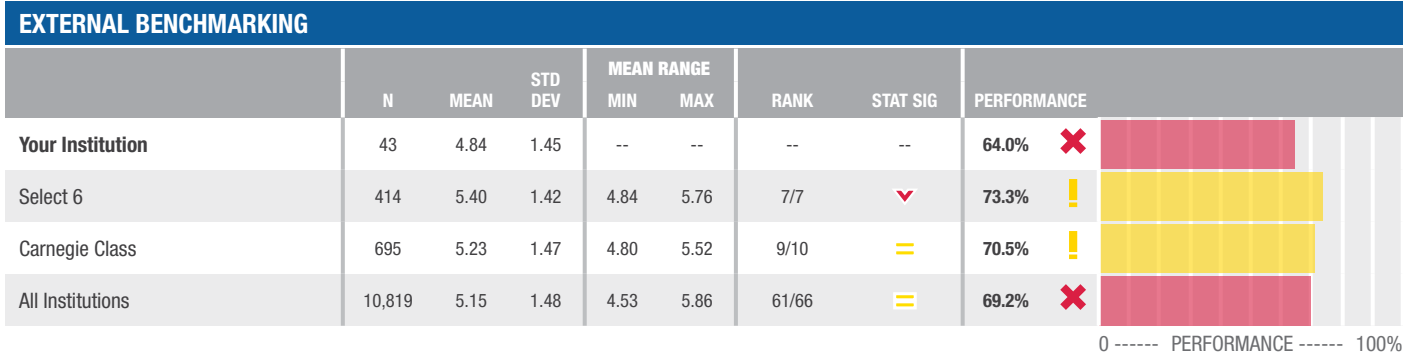 EXTERNAL BENCHMARKING
N MEAN STD DEV MEAN RANGE MIN MAX RANK STAT SIG PERFORMANCE
Your Institution 43 4.84 1.45 -- -- -- -- 64.0%
Select 6 414 5.40 1.42 4.84 5.76 7/7 73.3%
Carnegie Class 695 5.23 1.47 4.80 5.52 9/10 = 70.5%
All Institutions 10,819 5.15 1.48 4.53 5.86 61/66 = 69.2%
0 ------ PERFORMANCE ------ 100%